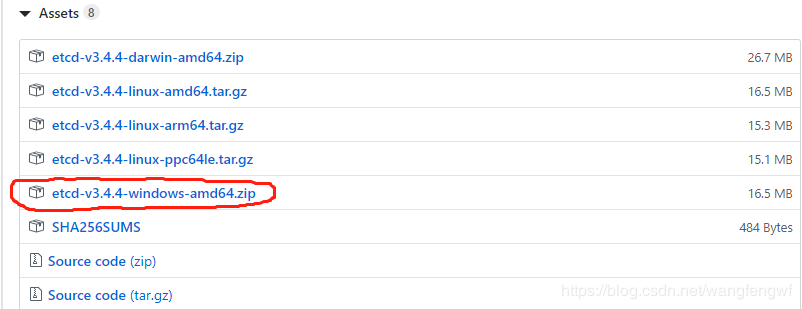 Assets 8
etcd-v3.4.4-darwin-amd64.zip 26.7 MB
etcd-v3.4.4-linux-amd64.tar.gz 16.5 MB
etcd-v3.4.4-linux-arm64.tar.gz 15.3 MB
etcd-v3.4.4-linux-ppc64le.tar.gz 15.1 MB
etcd-v3.4.4-windows-amd64.zip 16.5 MB
SHA256SUMS 484 Bytes
Source code (zip)
Source code (tar.gz)
https://blog.csdn.net/wangfengwf